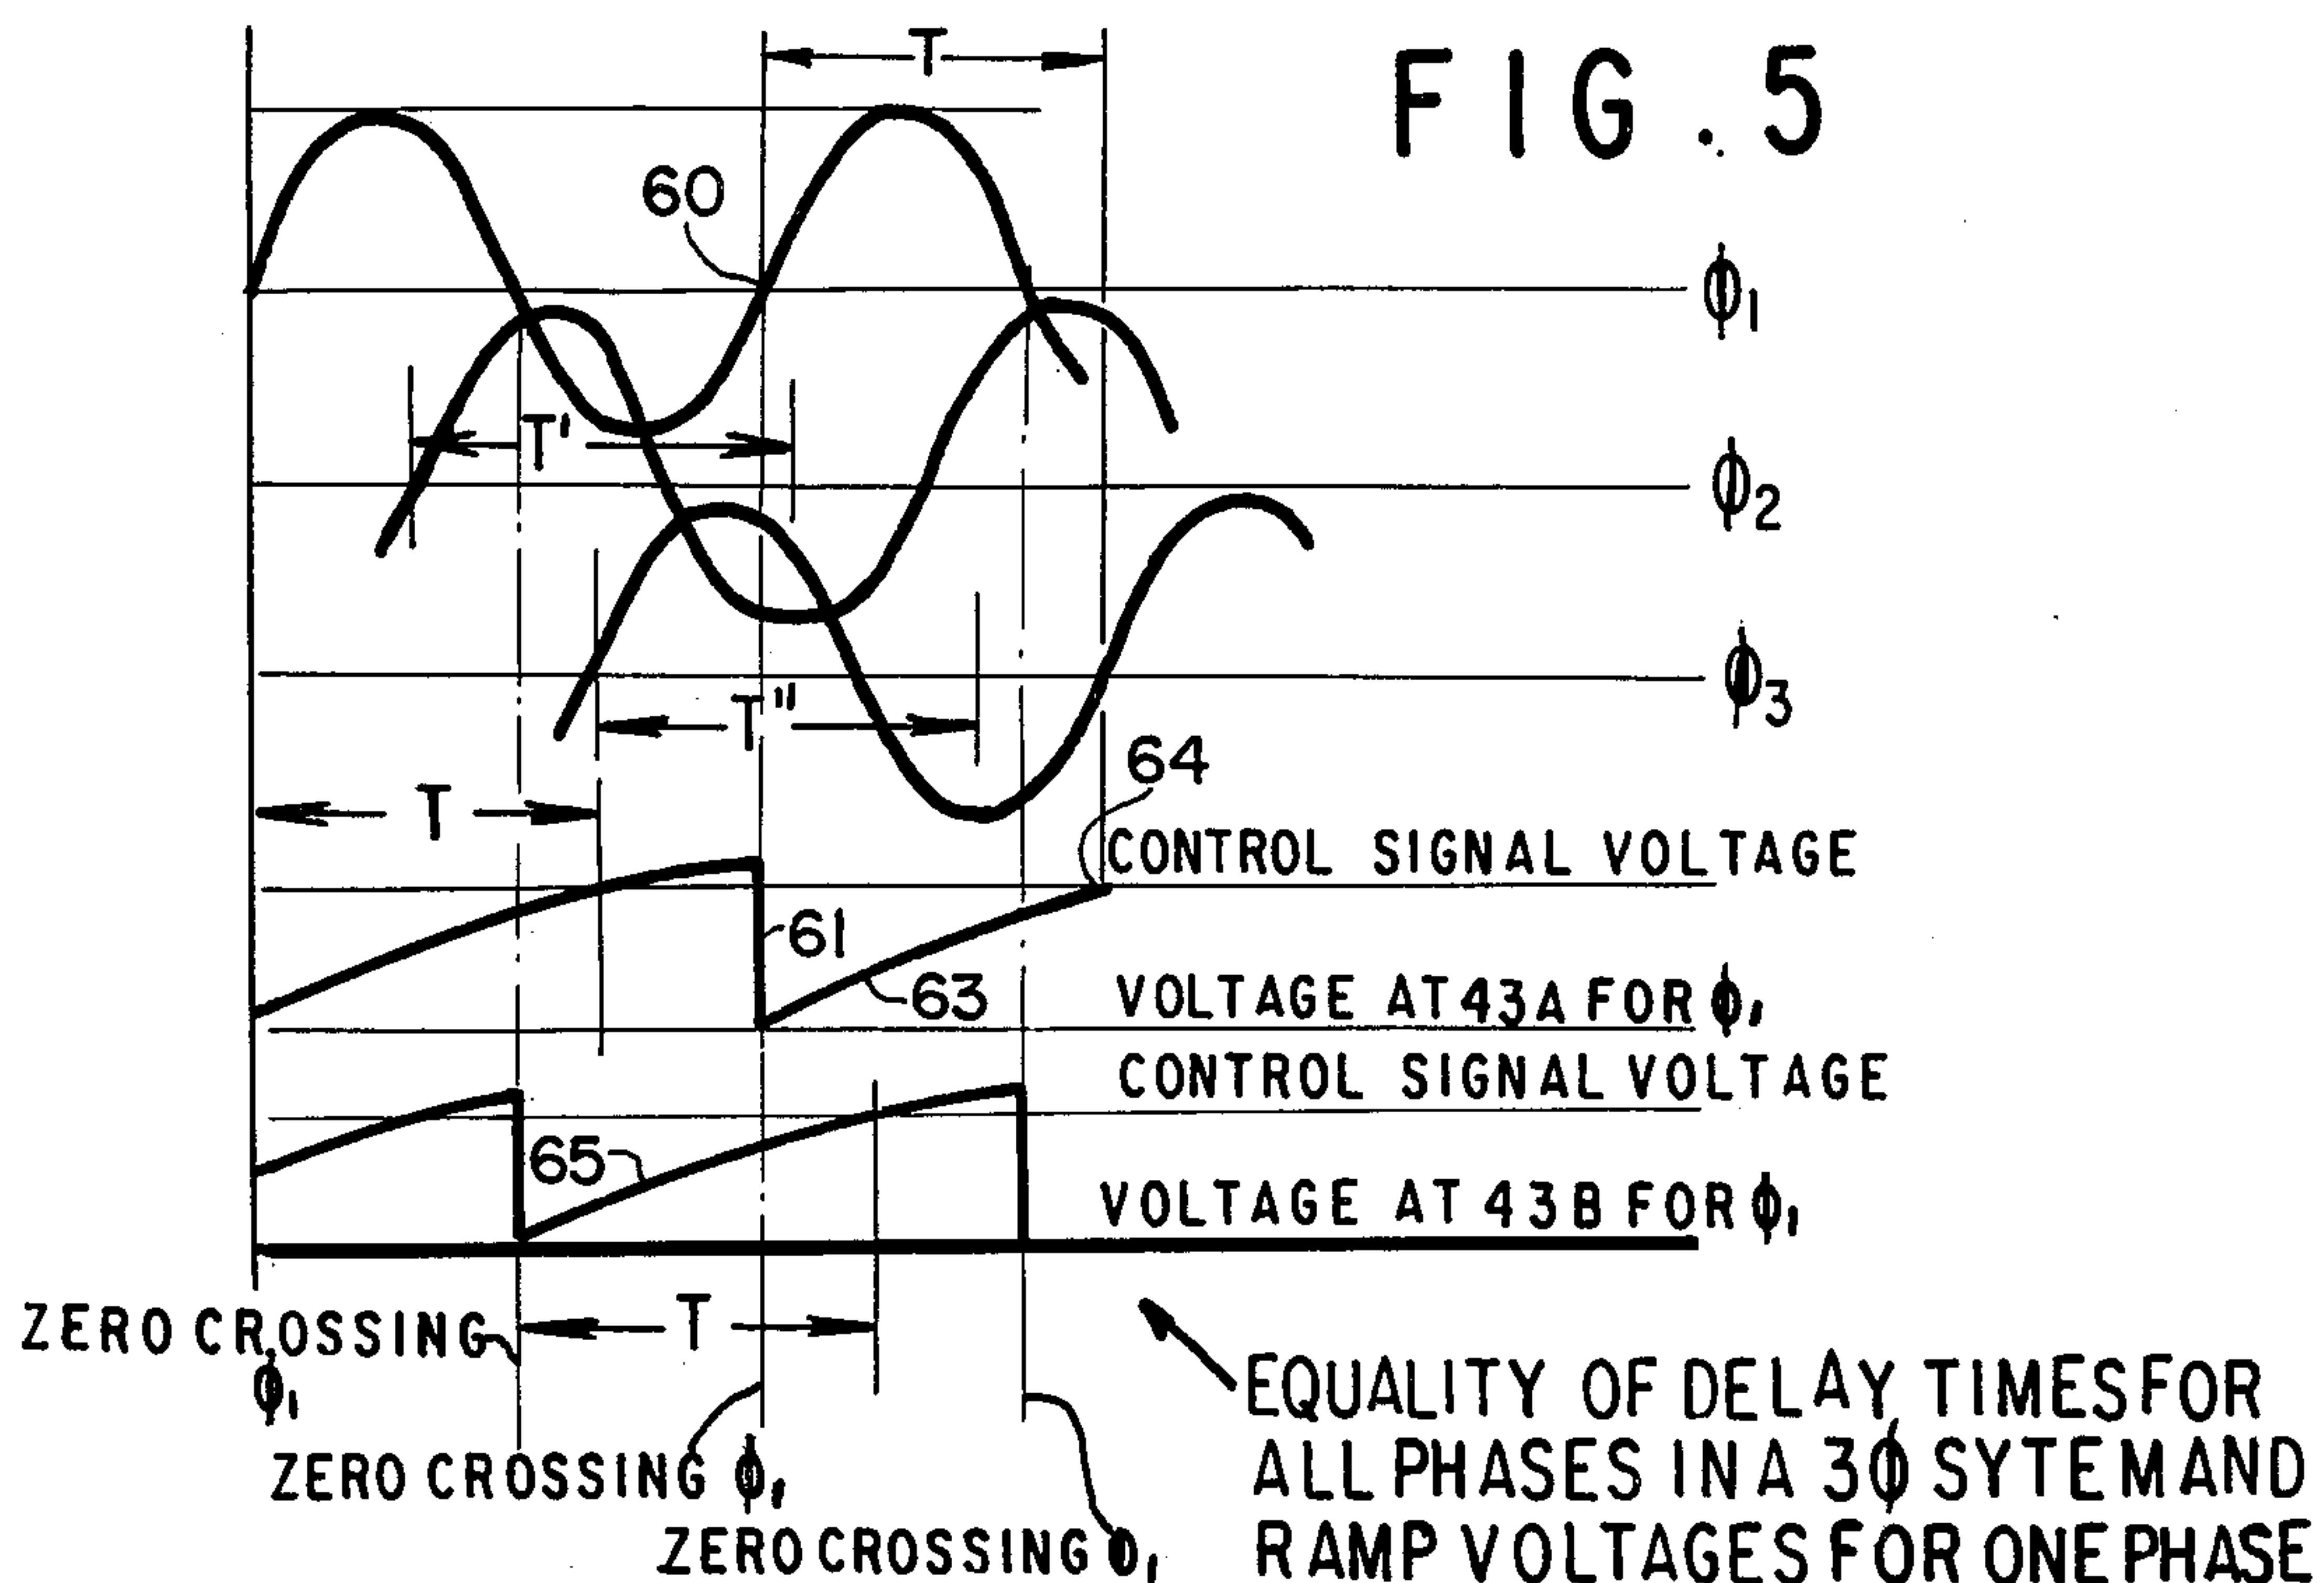 T
FIG. 5
60
ϕ1
T'
ϕ2
T"
ϕ3
64
T
CONTROL SIGNAL VOLTAGE
61
63
VOLTAGE AT 43A FOR ϕ1
CONTROL SIGNAL VOLTAGE
65
VOLTAGE AT 43B FOR ϕ1
ZERO CROSSING
ϕ1
T
ZERO CROSSING ϕ1
ZERO CROSSING ϕ1
EQUALITY OF DELAY TIMES FOR
ALL PHASES IN A 3ϕ SYTEM AND
RAMP VOLTAGES FOR ONE PHASE